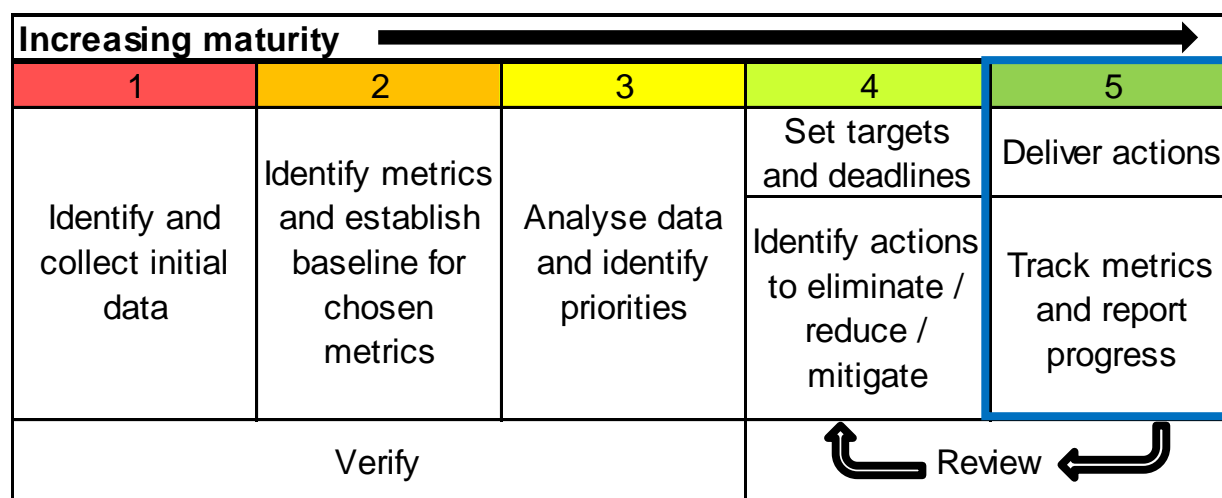 Increasing maturity
1
2
3
4
5
Identify and
collect initial
data
Identify metrics
and establish
baseline for
chosen
metrics
Analyse data
and identify
priorities
Set targets
and deadlines
Identify actions
to eliminate /
reduce /
mitigate
Deliver actions
Track metrics
and report
progress
Verify
Review